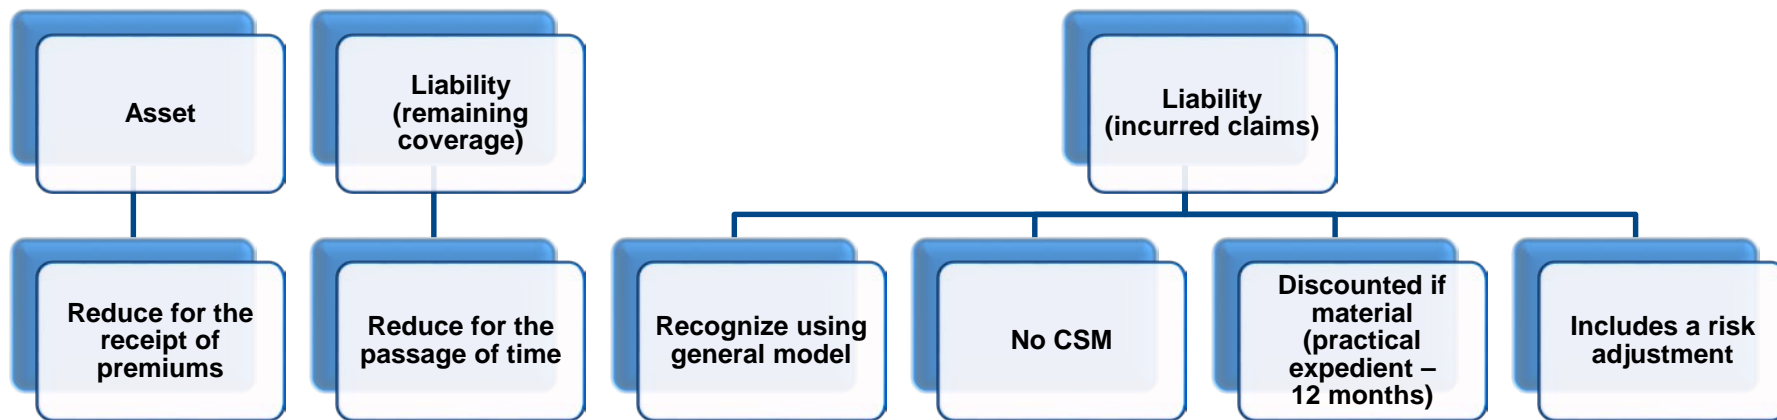 Asset
Liability
(remaining
coverage)
Liability
(incurred claims)
Reduce for the
receipt of
premiums
Reduce for the
passage of time
Recognize using
general model
No CSM
Discounted if
material
(practical
expedient –
12 months)
Includes a risk
adjustment